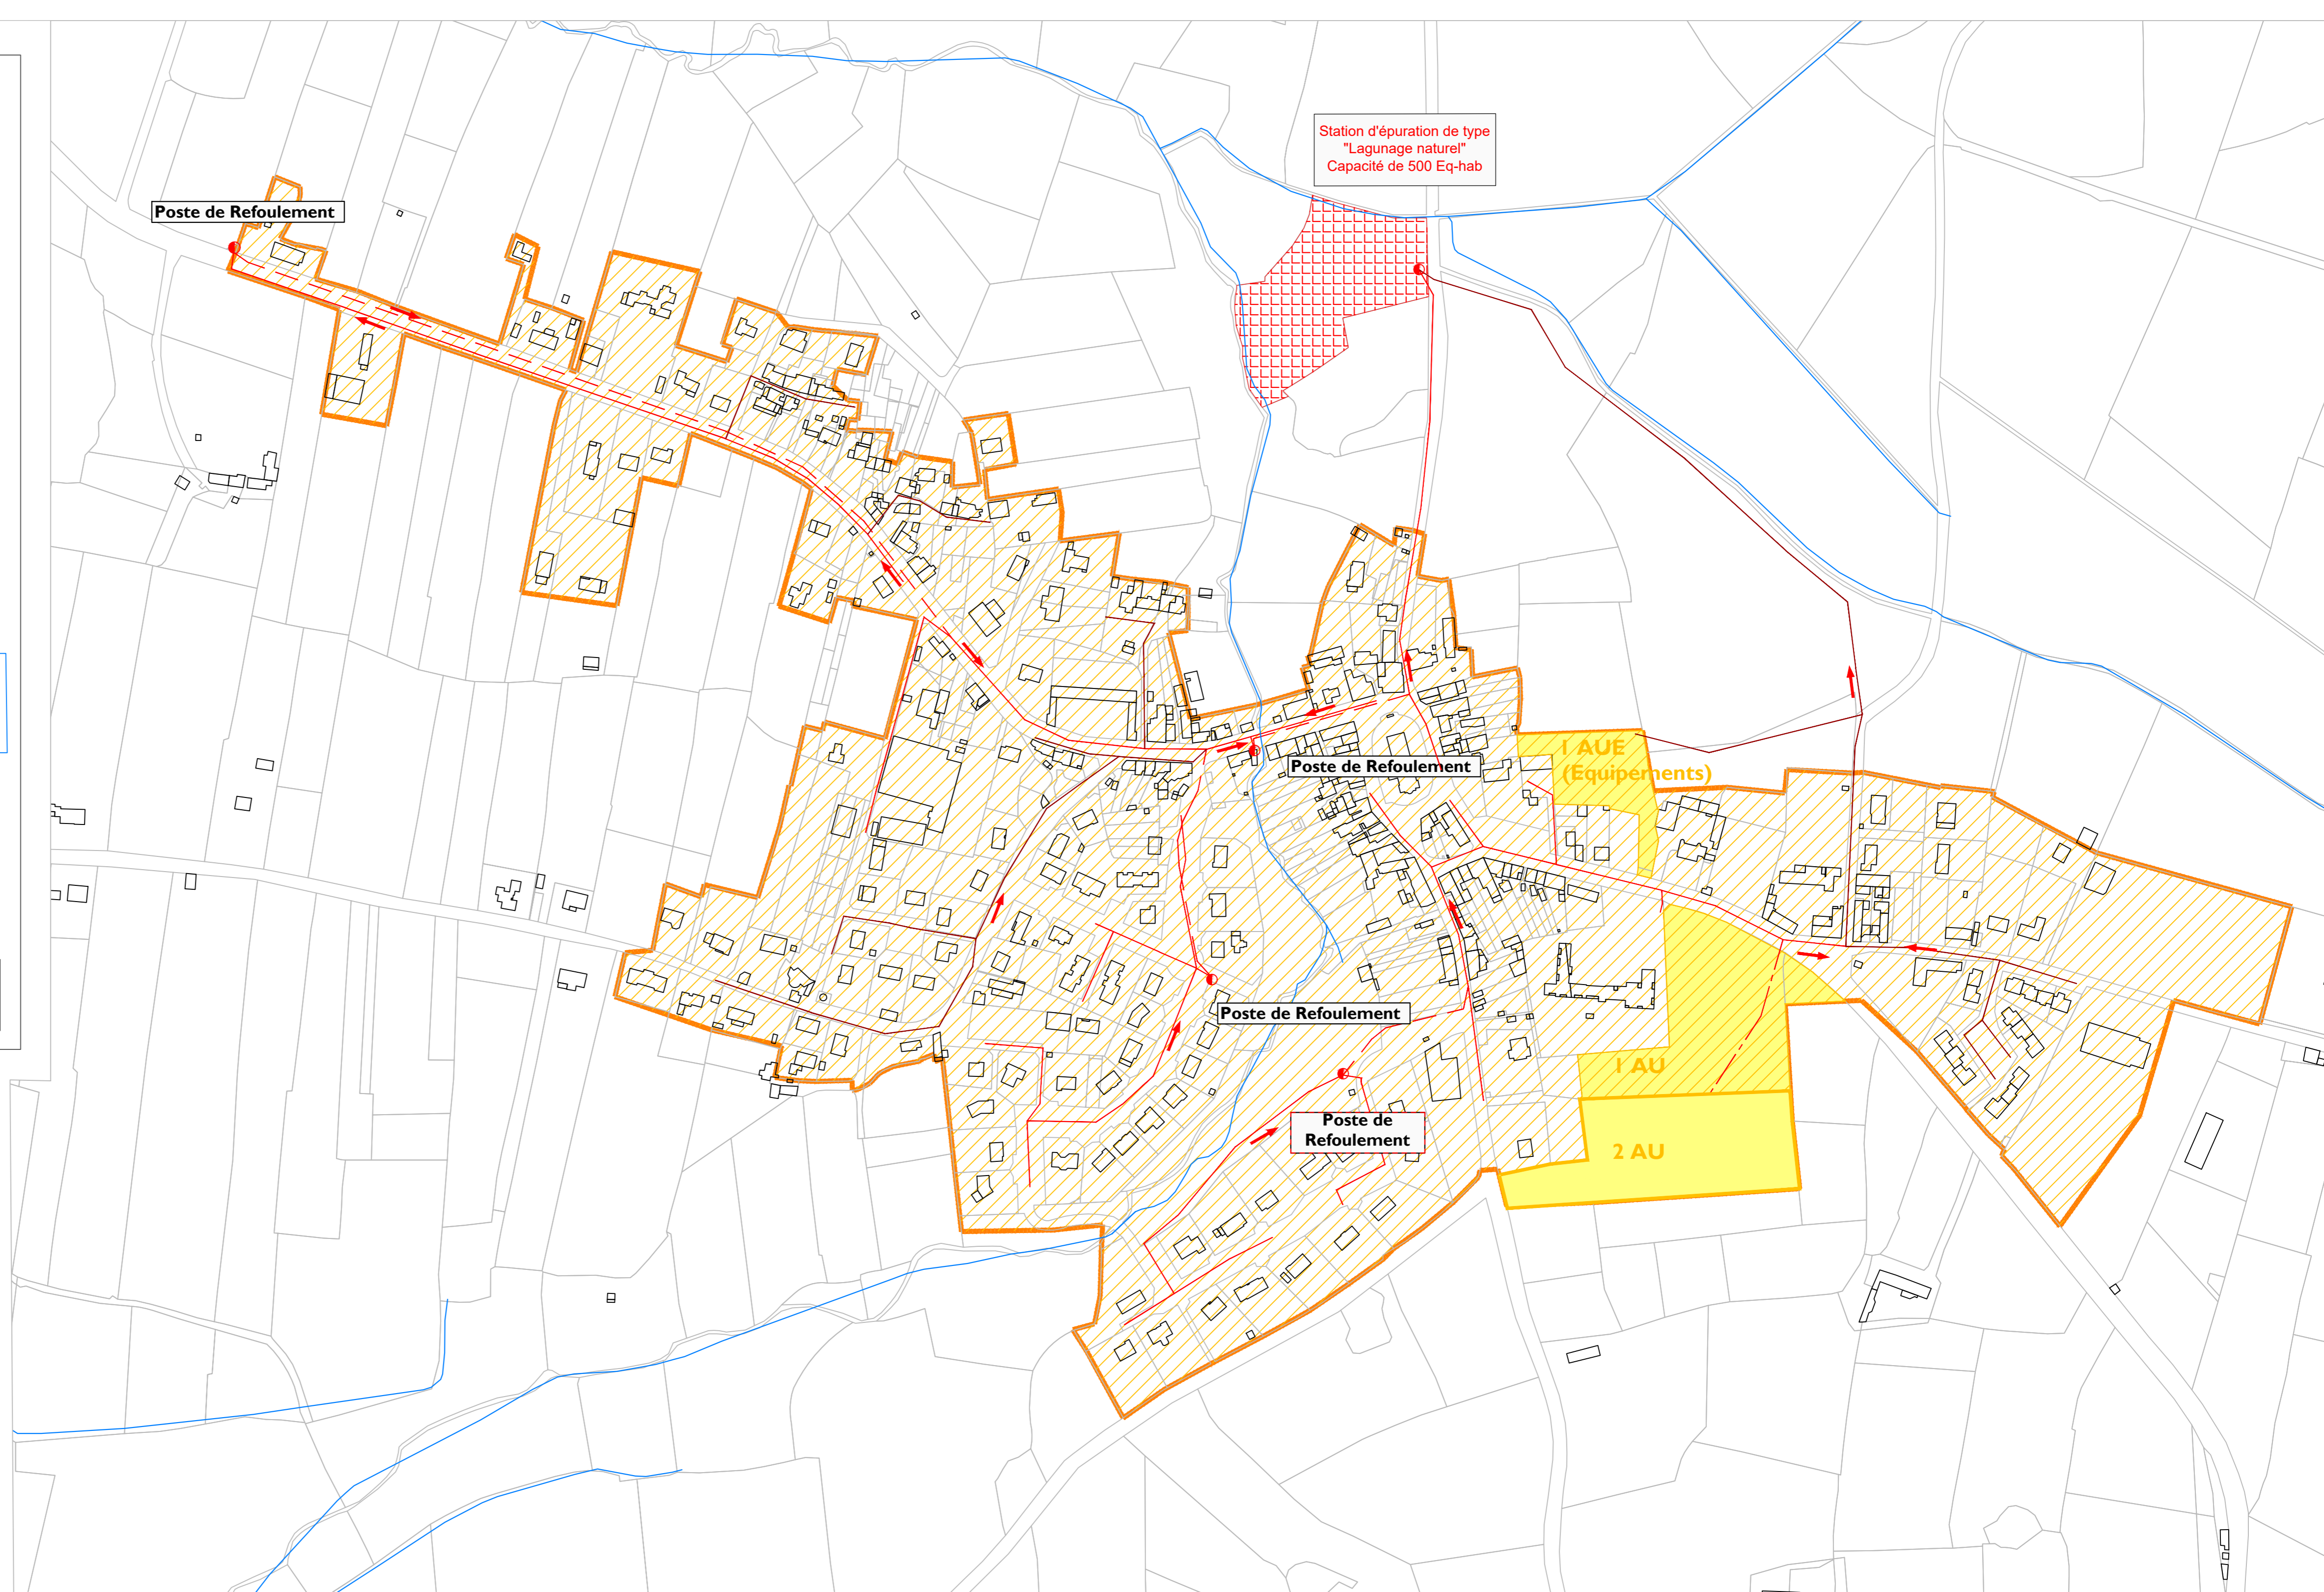 Station d'épuration de type
"Lagunage naturel"
Capacité de 500 Eq-hab
Poste de Refoulement
1 AUE
(Equipements)
Poste de Refoulement
Poste de Refoulement
1 AU
Poste de
Refoulement
2 AU